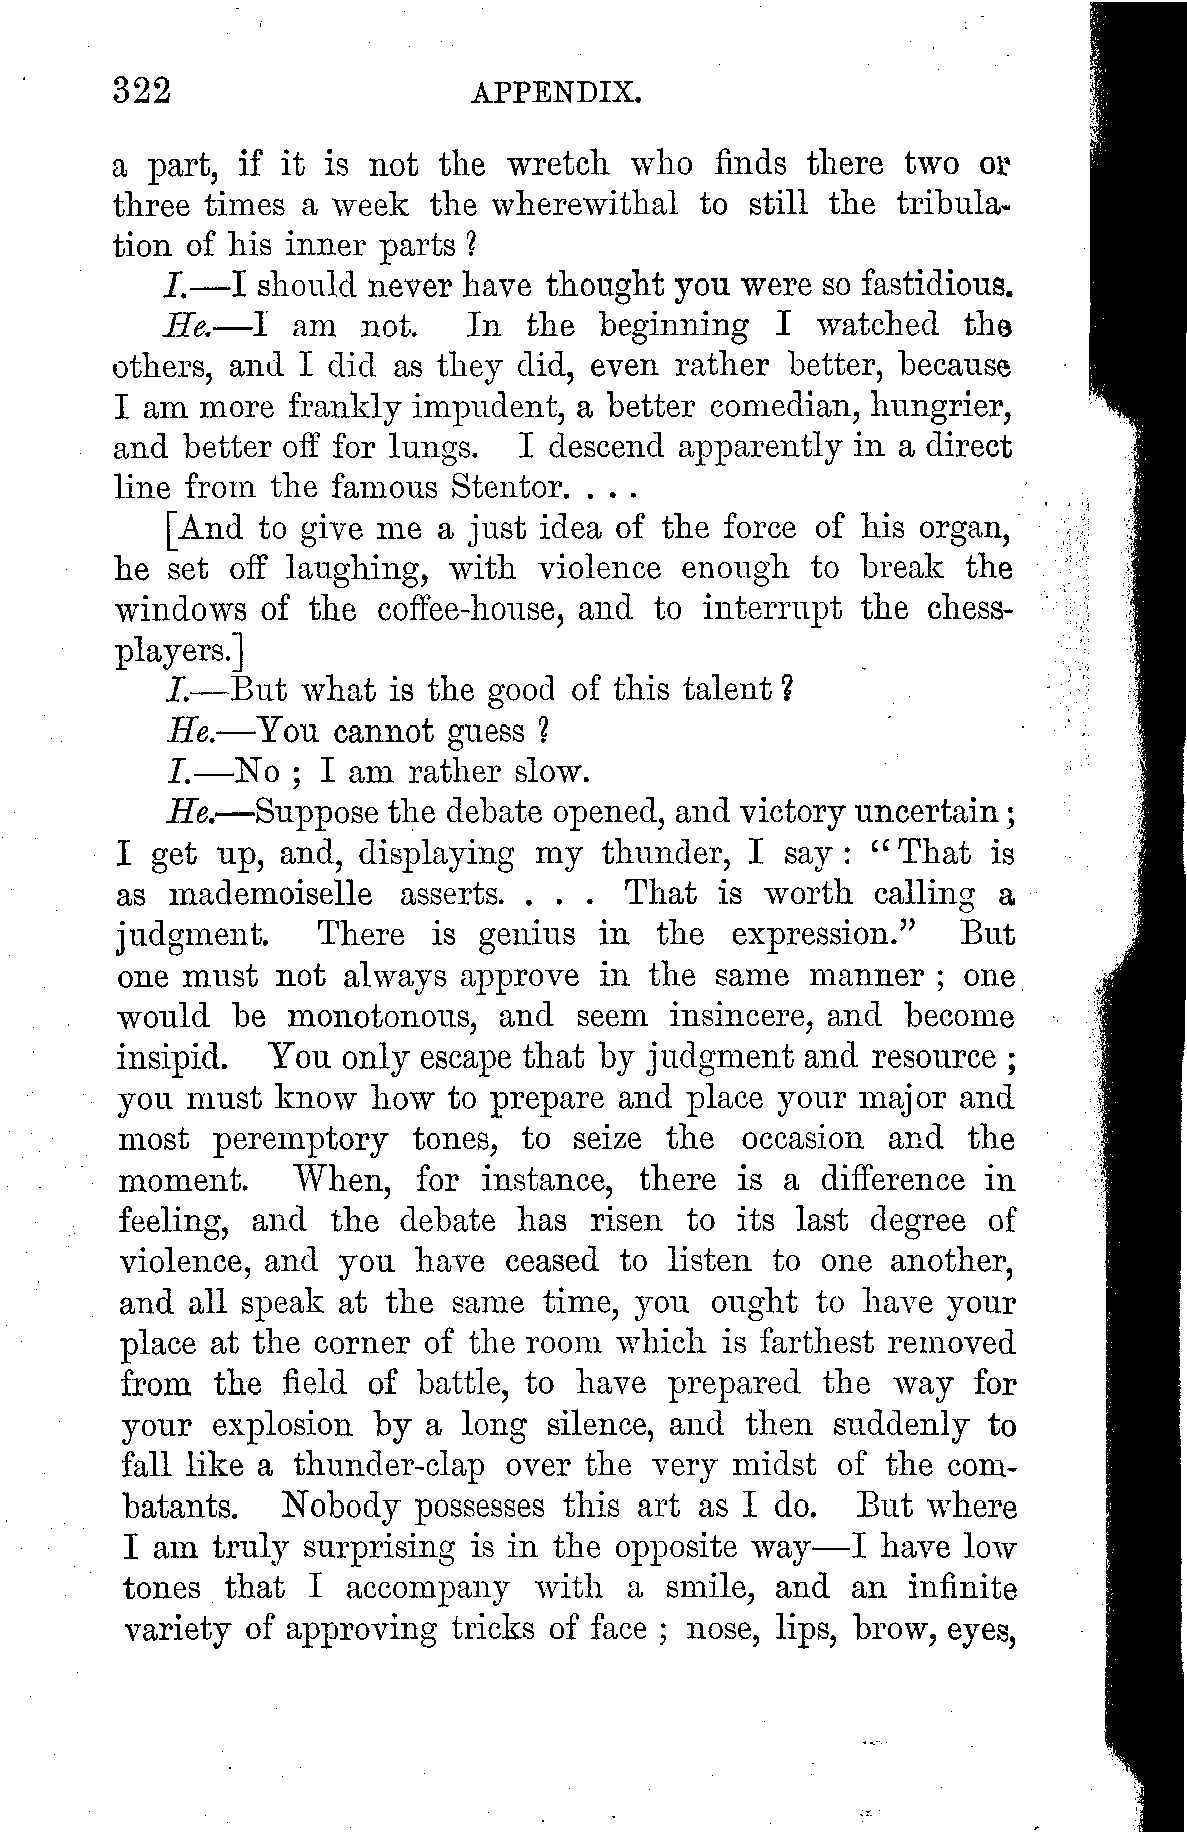 322 APPENDIX.
a part, if it is not the wretch who finds there two or
three times a week the wherewithal to still the tribula-
tion of his inner parts ?
I.—I should never have thought you were so fastidious.
He.—I am not. In the beginning I watched the
others, and I did as they did, even rather better, because
I am more frankly impudent, a better comedian, hungrier,
and better off for lungs. I descend apparently in a direct
line from the famous Stentor. . . .
[And to give me a just idea of the force of his organ,
he set off laughing, with violence enough to break the
windows of the coffee-house, and to interrupt the chess-
players.]
I.—But what is the good of this talent ?
He.—You cannot guess ?
I.—No ; I am rather slow.
He.—Suppose the debate opened, and victory uncertain ;
I get up, and, displaying my thunder, I say : “That is
as mademoiselle asserts. . . . That is worth calling a
judgment. There is genius in the expression.” But
one must not always approve in the same manner ; one
would be monotonous, and seem insincere, and become
insipid. You only escape that by judgment and resource ;
you must know how to prepare and place your major and
most peremptory tones, to seize the occasion and the
moment. When, for instance, there is a difference in
feeling, and the debate has risen to its last degree of
violence, and you have ceased to listen to one another,
and all speak at the same time, you ought to have your
place at the corner of the room which is farthest removed
from the field of battle, to have prepared the way for
your explosion by a long silence, and then suddenly to
fall like a thunder-clap over the very midst of the com-
batants. Nobody possesses this art as I do. But where
I am truly surprising is in the opposite way—I have low
tones that I accompany with a smile, and an infinite
variety of approving tricks of face ; nose, lips, brow, eyes,